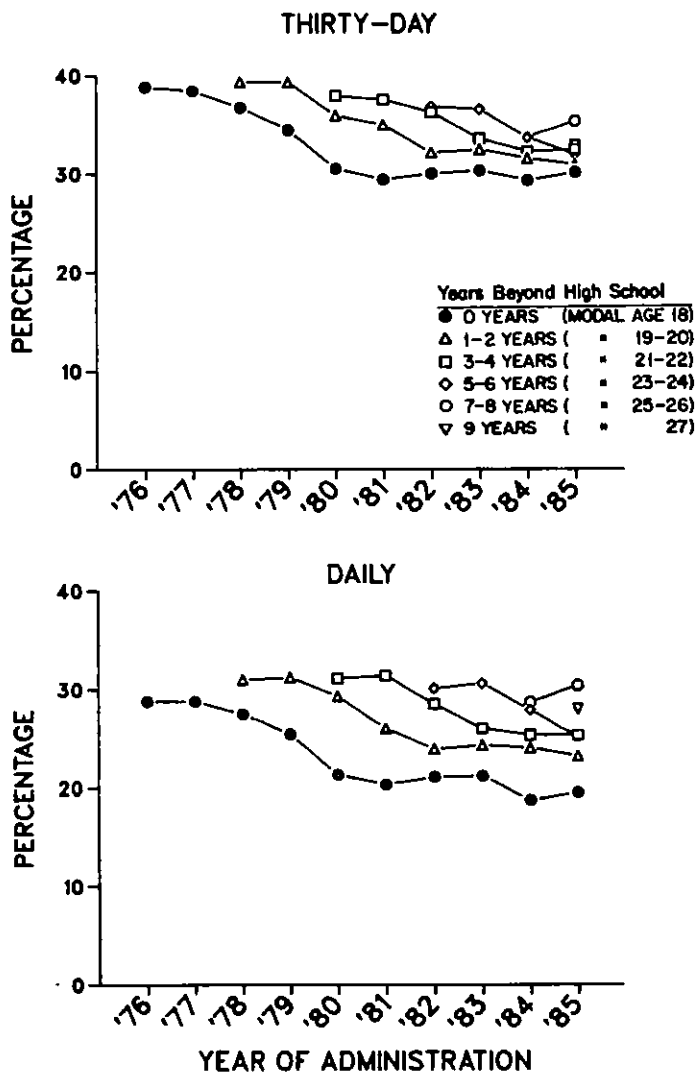 THIRTY-DAY
40
30
20
10
0
PERCENTAGE
Years Beyond High School
● 0 YEARS (MODAL AGE 18)
△ 1-2 YEARS ( " 19-20)
□ 3-4 YEARS ( " 21-22)
◇ 5-6 YEARS ( " 23-24)
○ 7-8 YEARS ( " 25-26)
▽ 9 YEARS ( " 27)
'76 '77 '78 '79 '80 '81 '82 '83 '84 '85
DAILY
40
30
20
10
0
PERCENTAGE
'76 '77 '78 '79 '80 '81 '82 '83 '84 '85
YEAR OF ADMINISTRATION